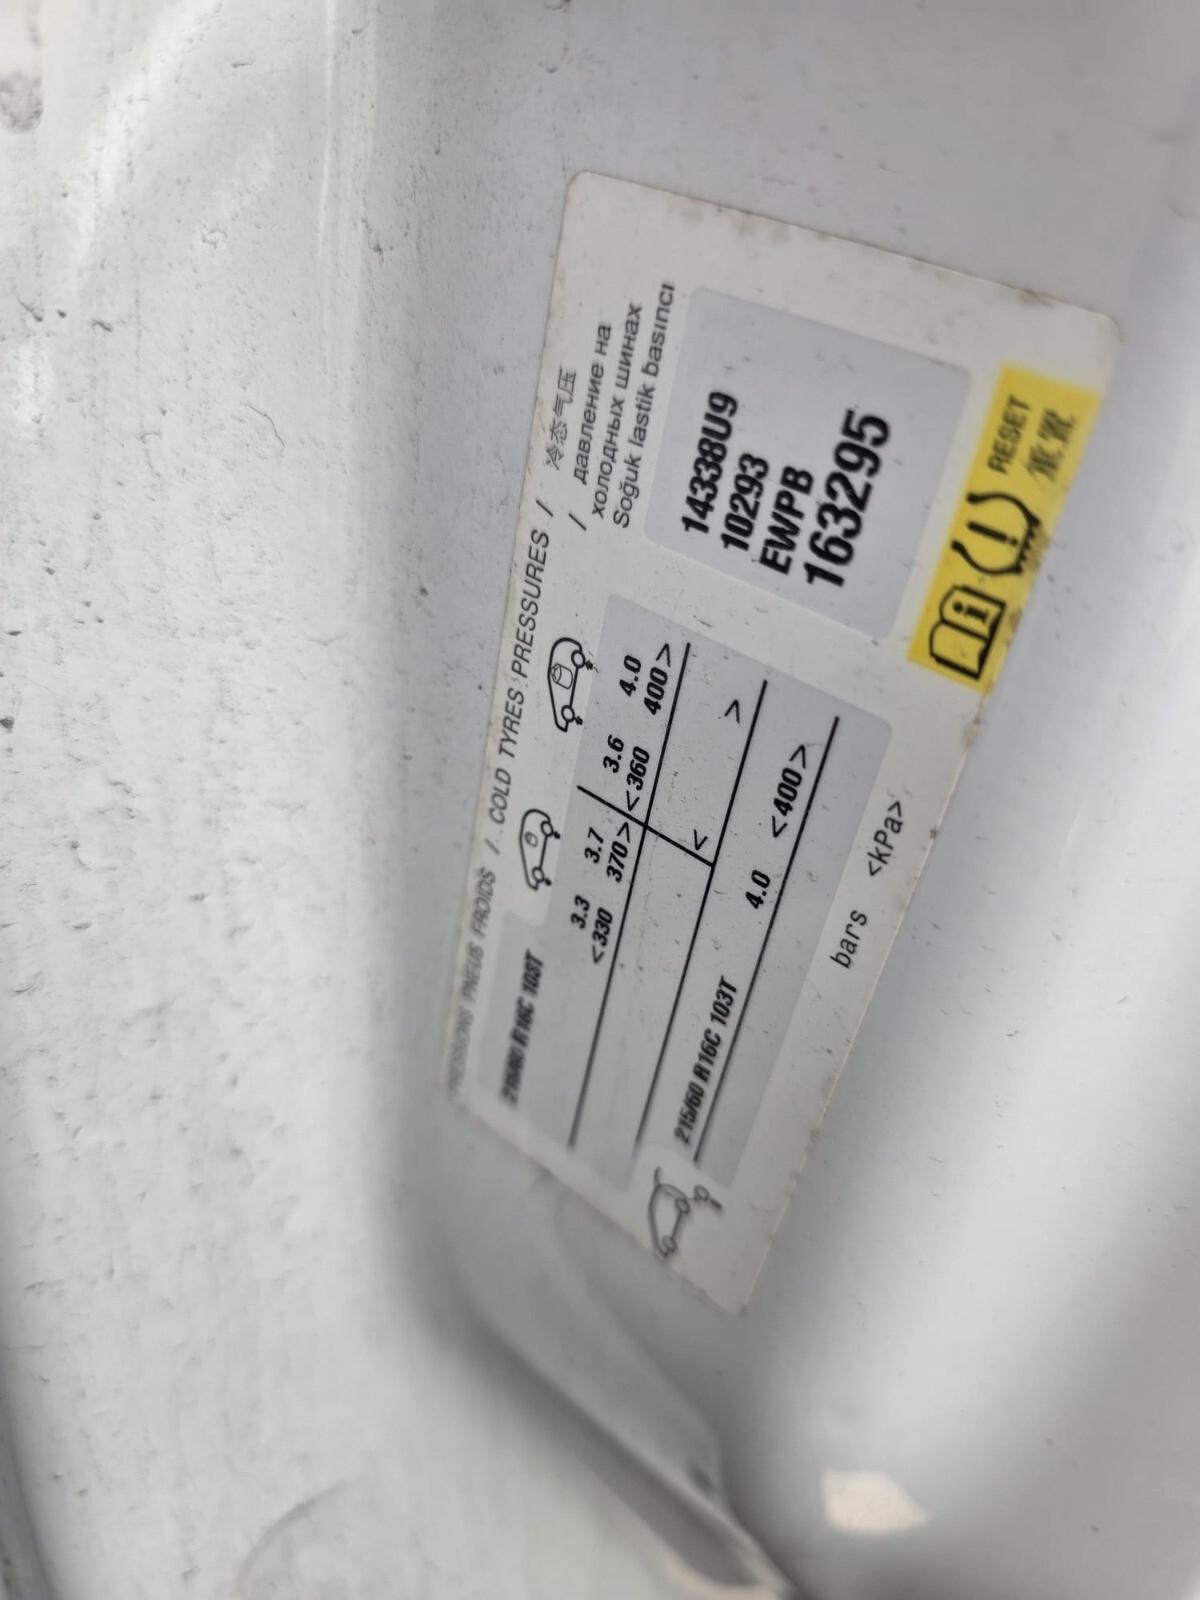 PRESSIONS PNEUS FROIDS / COLD TYRES PRESSURES / 冷态气压
/ давление на
холодных шинах
Soğuk lastik basıncı
215/60 R16C 103T
3.3 3.7 3.6 4.0
<330 370> <360 400>
< >
215/60 R16C 103T 4.0 <400>
bars <kPa>
14338U9
10293
EWPB
163295
RESET
重置